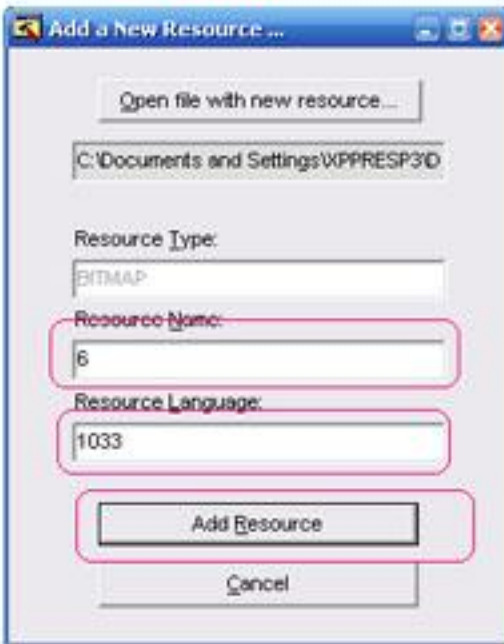 Add a New Resource ...
Open file with new resource...
C:\Documents and Settings\XPPRESP3\D
Resource Type:
BITMAP
Resource Name:
6
Resource Language:
1033
Add Resource
Cancel